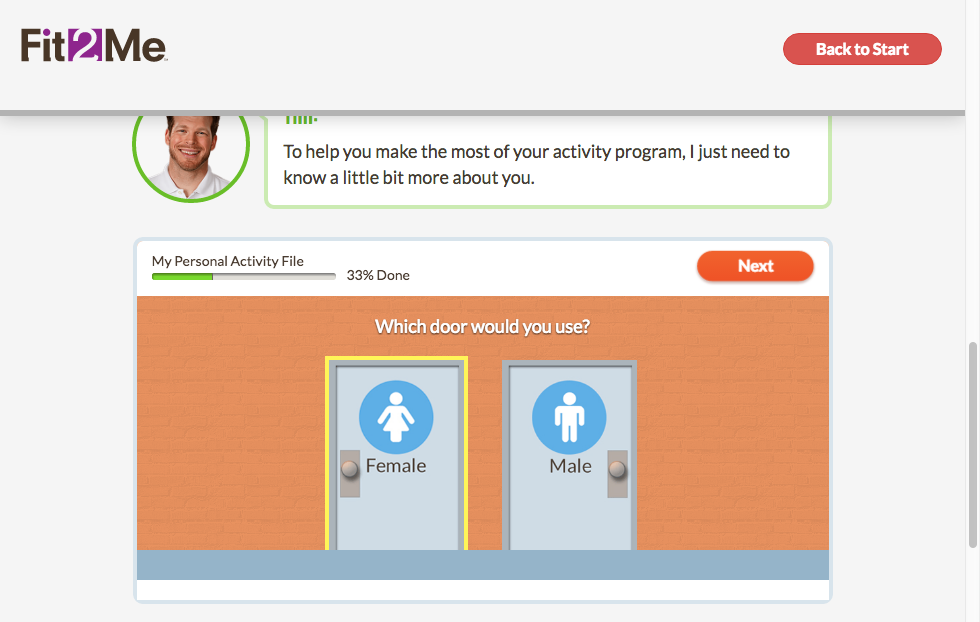 Fit2Me
Back to Start
To help you make the most of your activity program, I just need to
know a little bit more about you.
My Personal Activity File
33% Done
Next
Which door would you use?
Female
Male